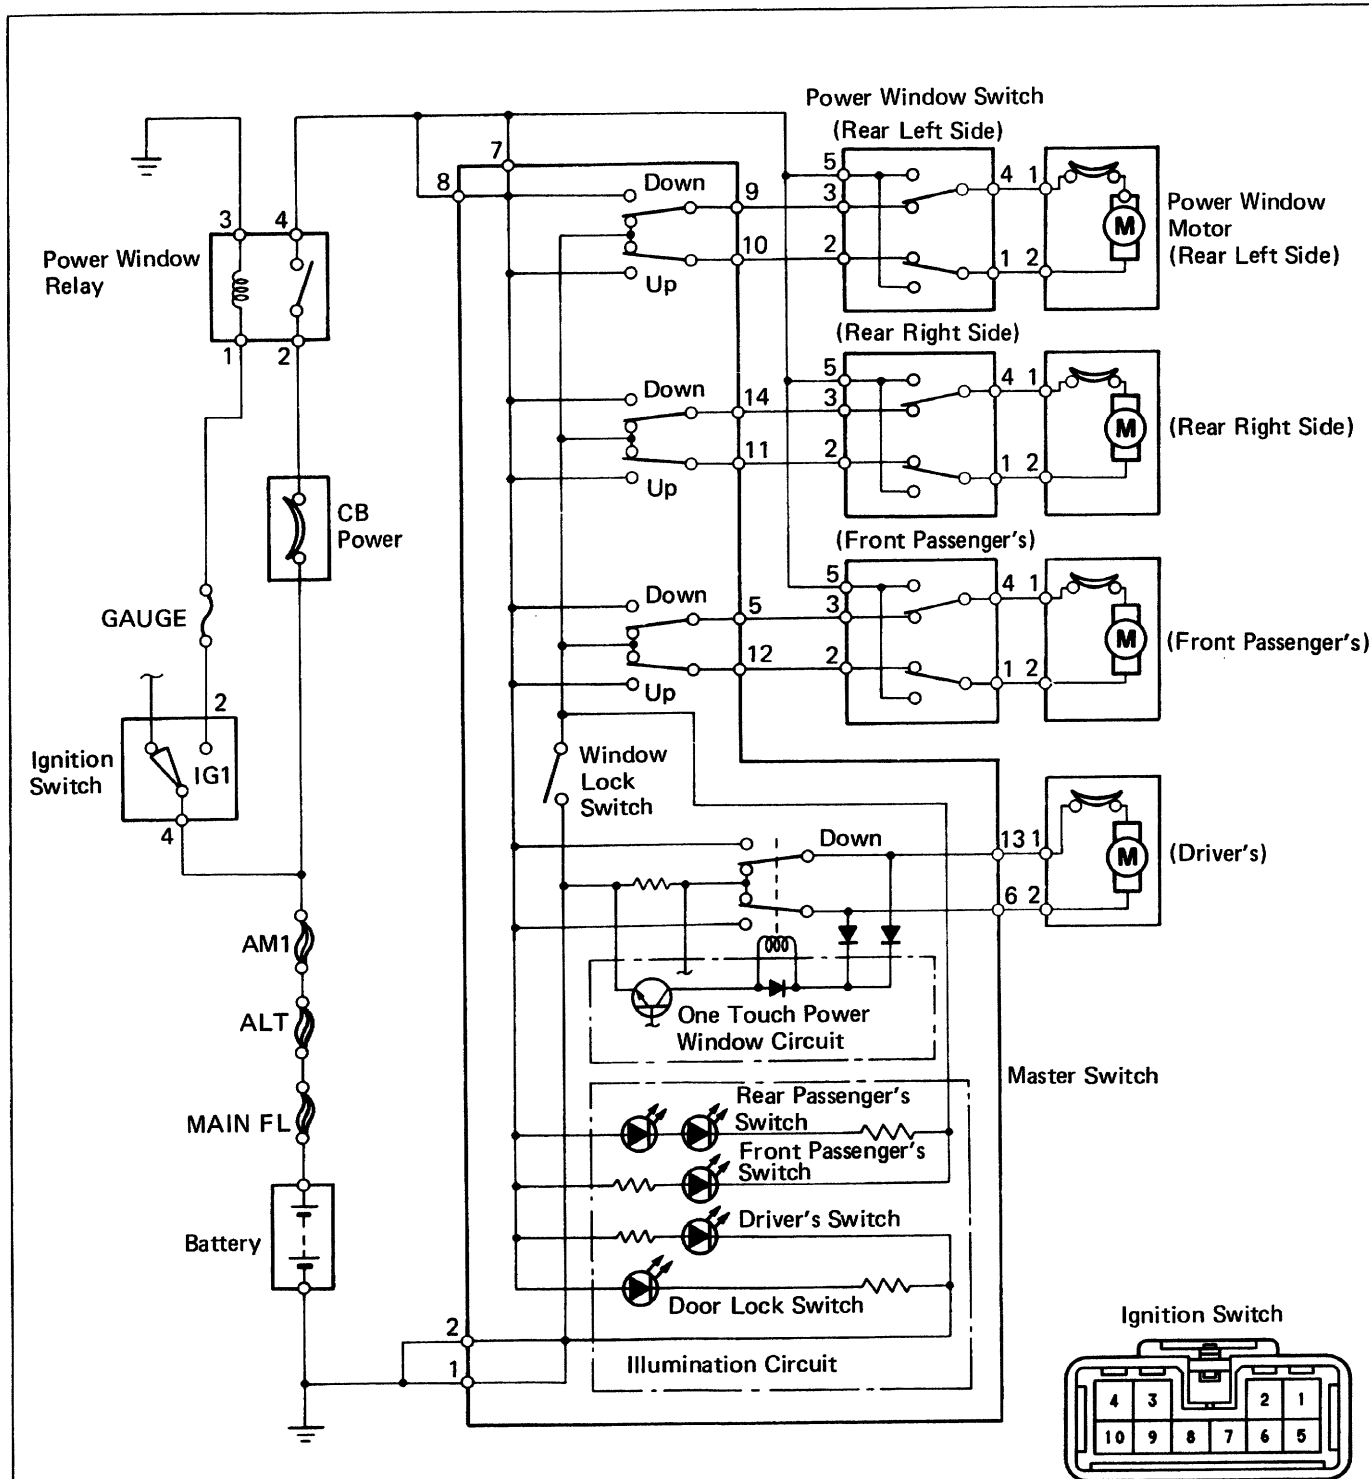 Power Window Switch
(Rear Left Side)
7
8
Down
9
10
Up
5
3
2
4 1
1 2
M
Power Window
Motor
(Rear Left Side)
3 4
Power Window
Relay
1 2
(Rear Right Side)
Down
14
11
Up
5
3
2
4 1
1 2
M
(Rear Right Side)
CB
Power
(Front Passenger's)
Down
5
12
Up
5
3
2
4 1
1 2
M
(Front Passenger's)
GAUGE
2
Ignition
Switch
IG1
4
Window
Lock
Switch
Down
13 1
6 2
M
(Driver's)
AM1
ALT
MAIN FL
One Touch Power
Window Circuit
Master Switch
Rear Passenger's
Switch
Front Passenger's
Switch
Driver's Switch
Door Lock Switch
Battery
2
1
Illumination Circuit
Ignition Switch
4 3 2 1
10 9 8 7 6 5